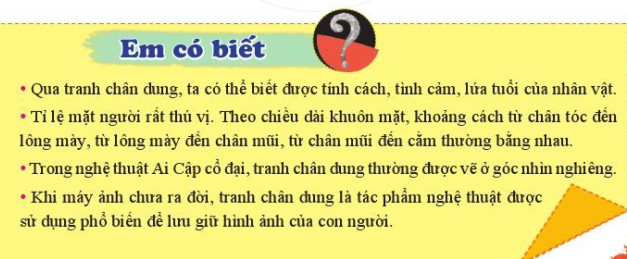 Em có biết
• Qua tranh chân dung, ta có thể biết được tính cách, tình cảm, lứa tuổi của nhân vật.
• Tỉ lệ mặt người rất thú vị. Theo chiều dài khuôn mặt, khoảng cách từ chân tóc đến
lông mày, từ lông mày đến chân mũi, từ chân mũi đến cằm thường bằng nhau.
• Trong nghệ thuật Ai Cập cổ đại, tranh chân dung thường được vẽ ở góc nhìn nghiêng.
• Khi máy ảnh chưa ra đời, tranh chân dung là tác phẩm nghệ thuật được
sử dụng phổ biến để lưu giữ hình ảnh của con người.